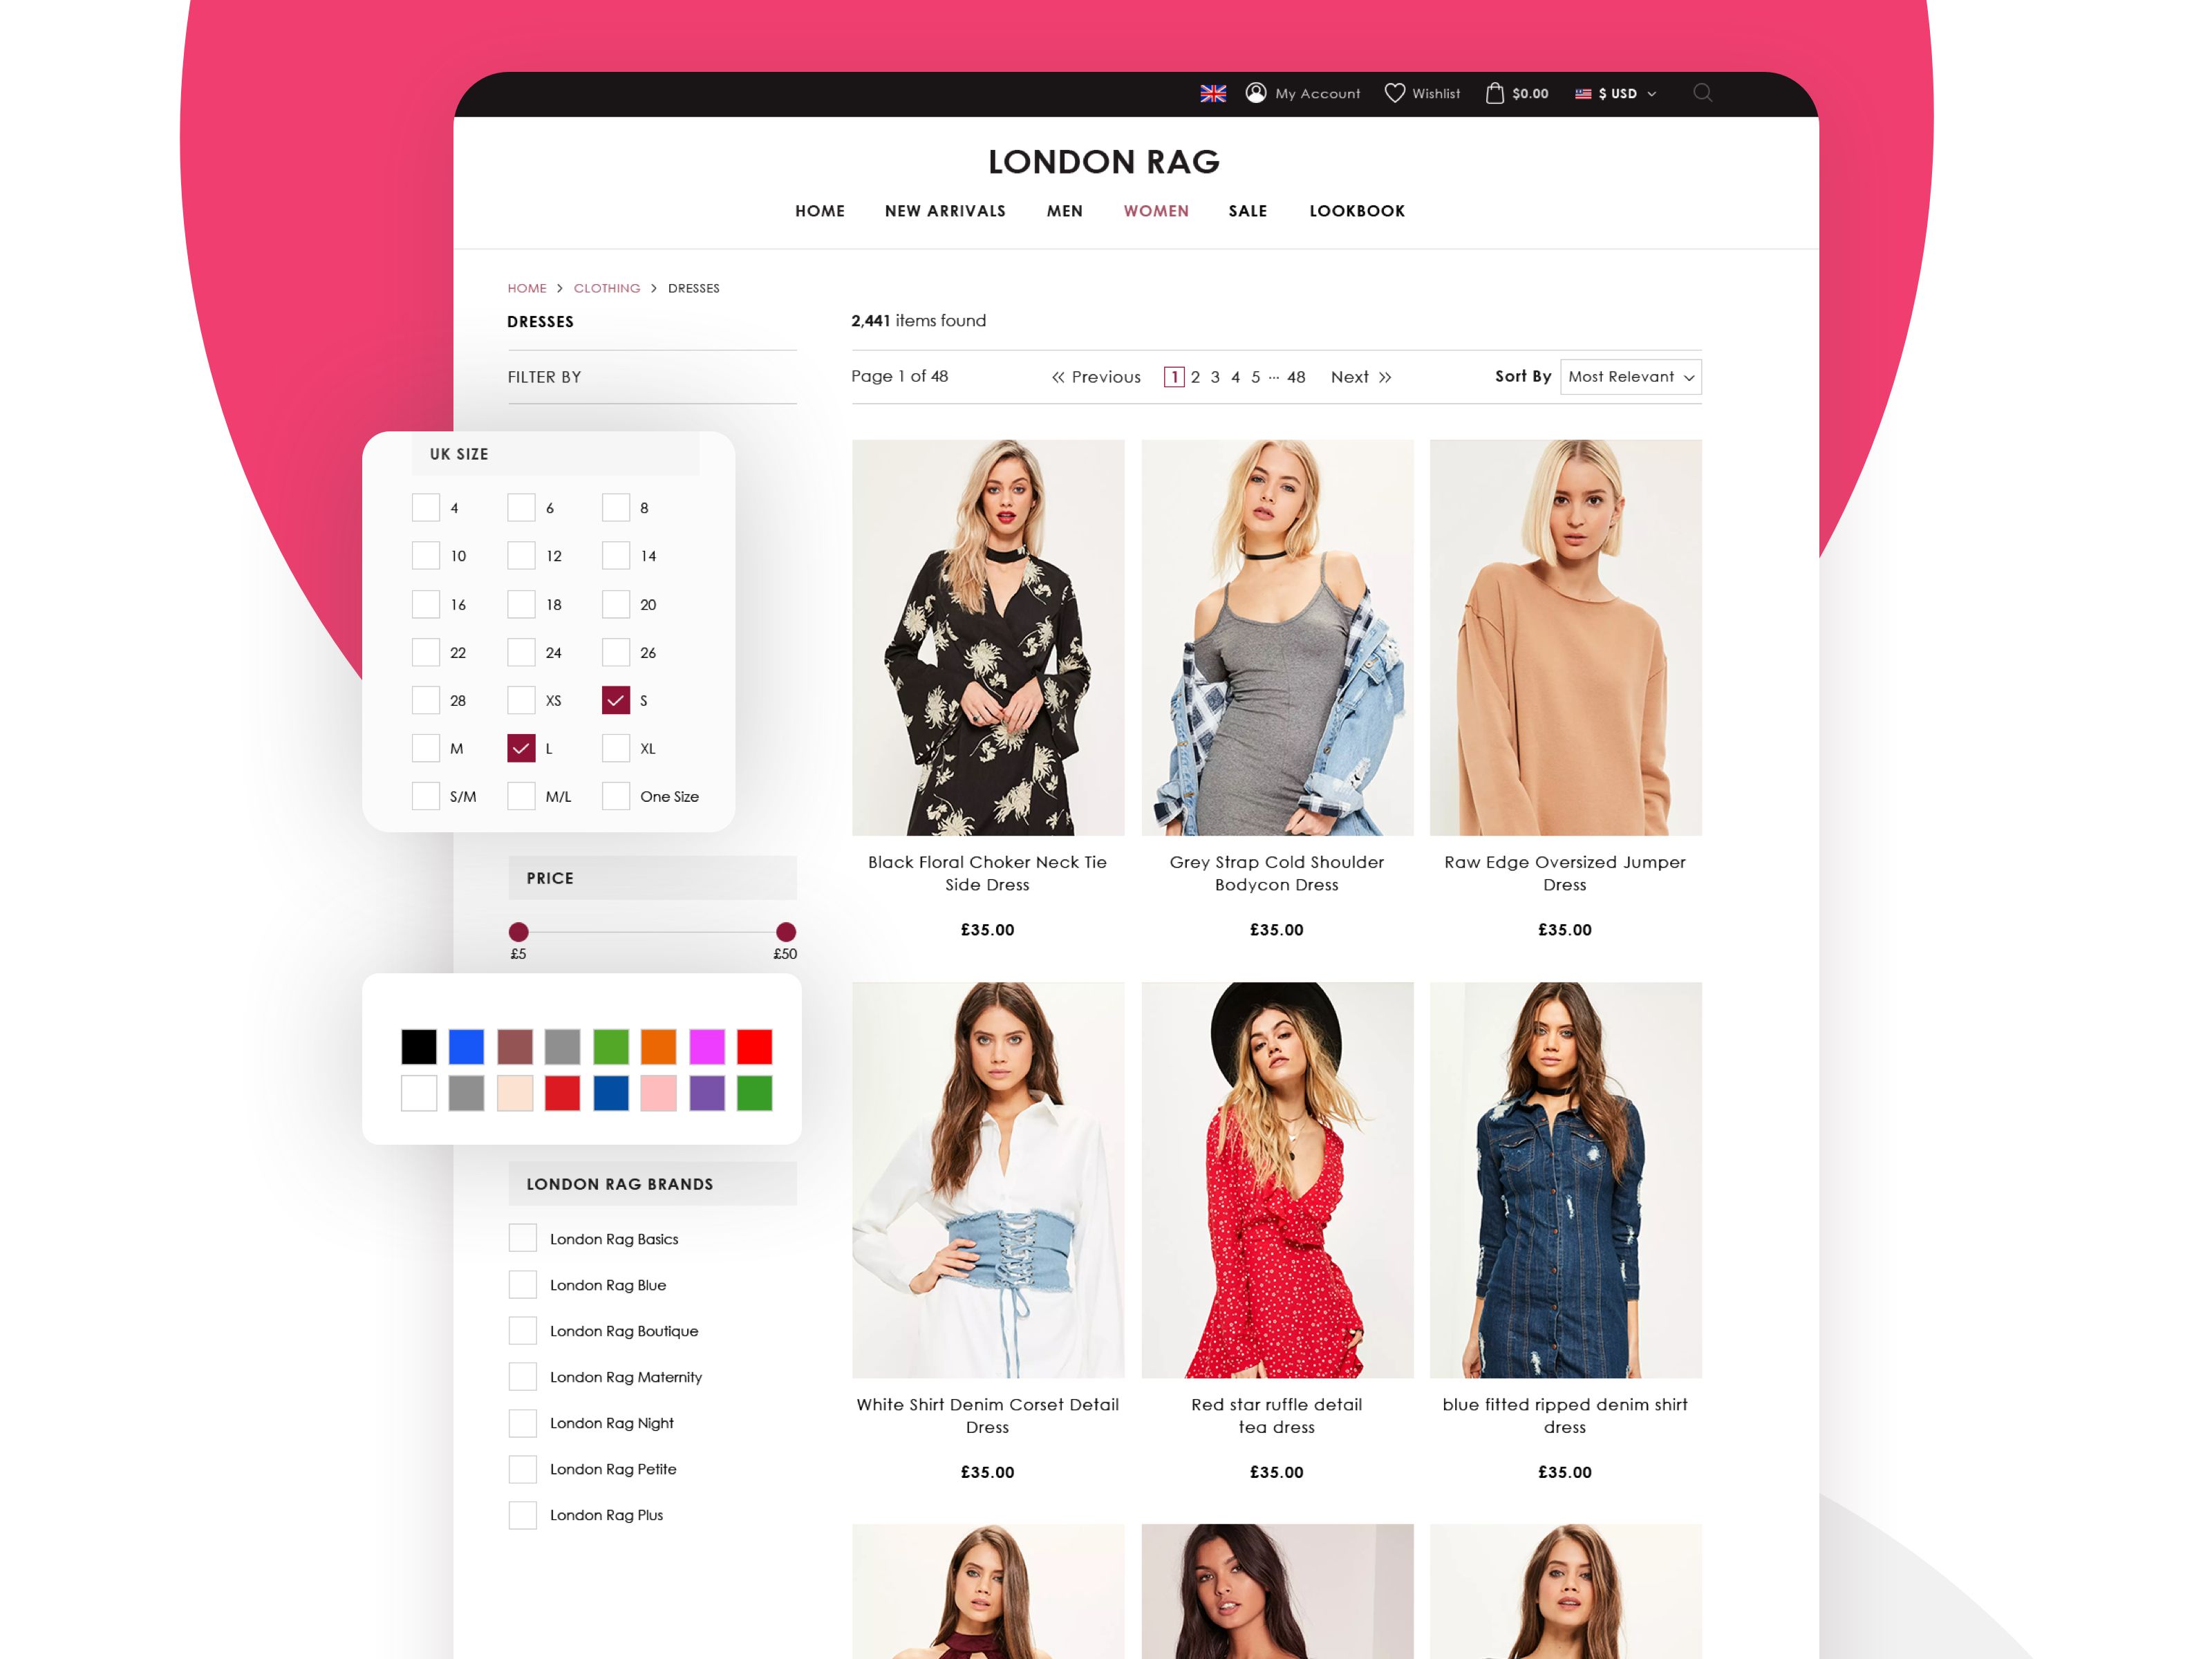 My Account Wishlist $0.00 $ USD
LONDON RAG
HOME NEW ARRIVALS MEN WOMEN SALE LOOKBOOK
HOME > CLOTHING > DRESSES
DRESSES
FILTER BY
UK SIZE
4 6 8
10 12 14
16 18 20
22 24 26
28 XS S
M L XL
S/M M/L One Size
PRICE
£5 £50
LONDON RAG BRANDS
London Rag Basics
London Rag Blue
London Rag Boutique
London Rag Maternity
London Rag Night
London Rag Petite
London Rag Plus
2,441 items found
Page 1 of 48 « Previous 1 2 3 4 5 ... 48 Next » Sort By Most Relevant
Black Floral Choker Neck Tie
Side Dress
£35.00
Grey Strap Cold Shoulder
Bodycon Dress
£35.00
Raw Edge Oversized Jumper
Dress
£35.00
White Shirt Denim Corset Detail
Dress
£35.00
Red star ruffle detail
tea dress
£35.00
blue fitted ripped denim shirt
dress
£35.00